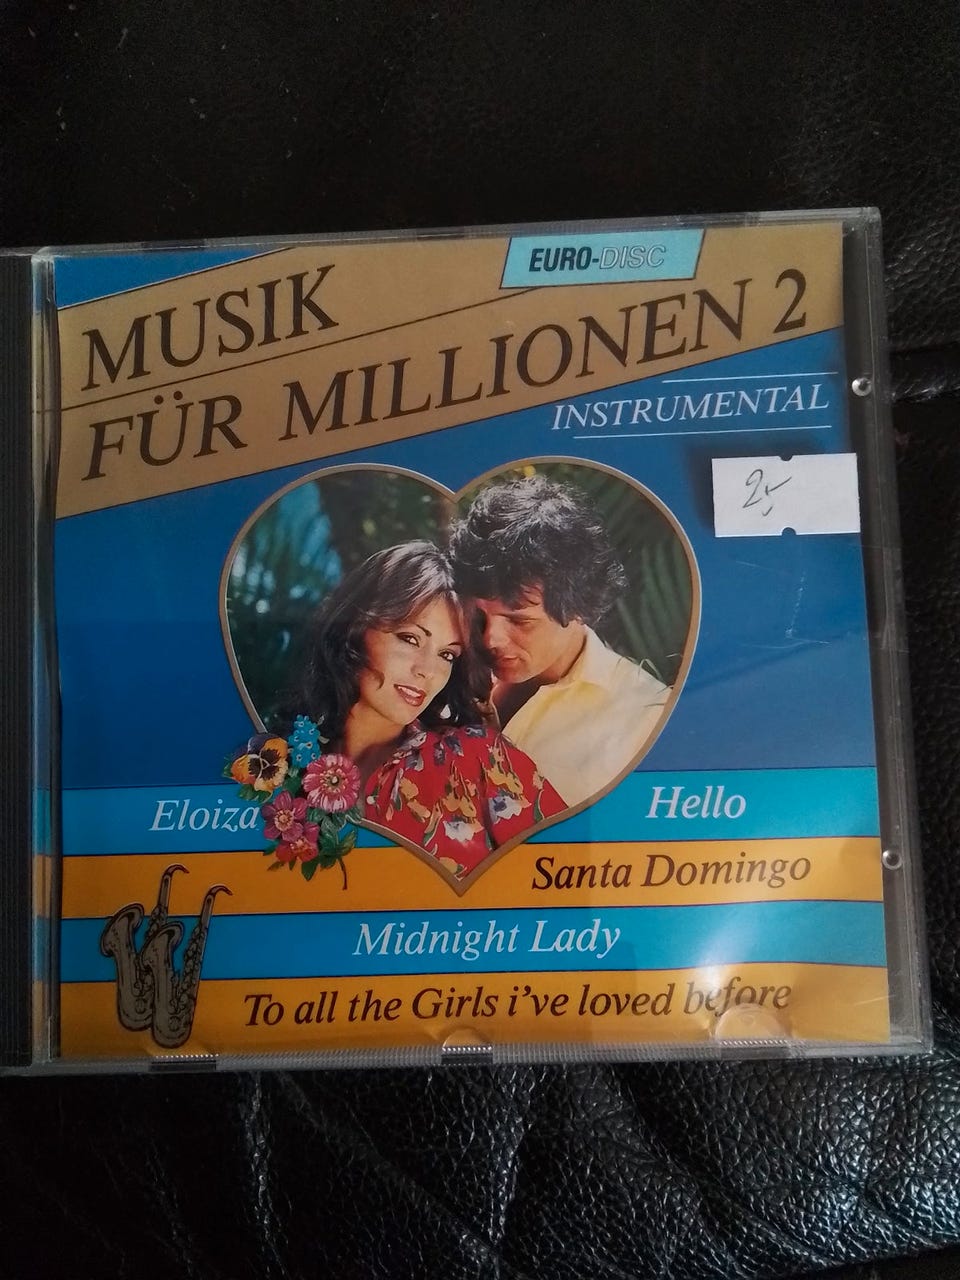 EURO-DISC
MUSIK
FÜR MILLIONEN 2
INSTRUMENTAL
2,-
Eloiza
Hello
Santa Domingo
Midnight Lady
To all the Girls i've loved before